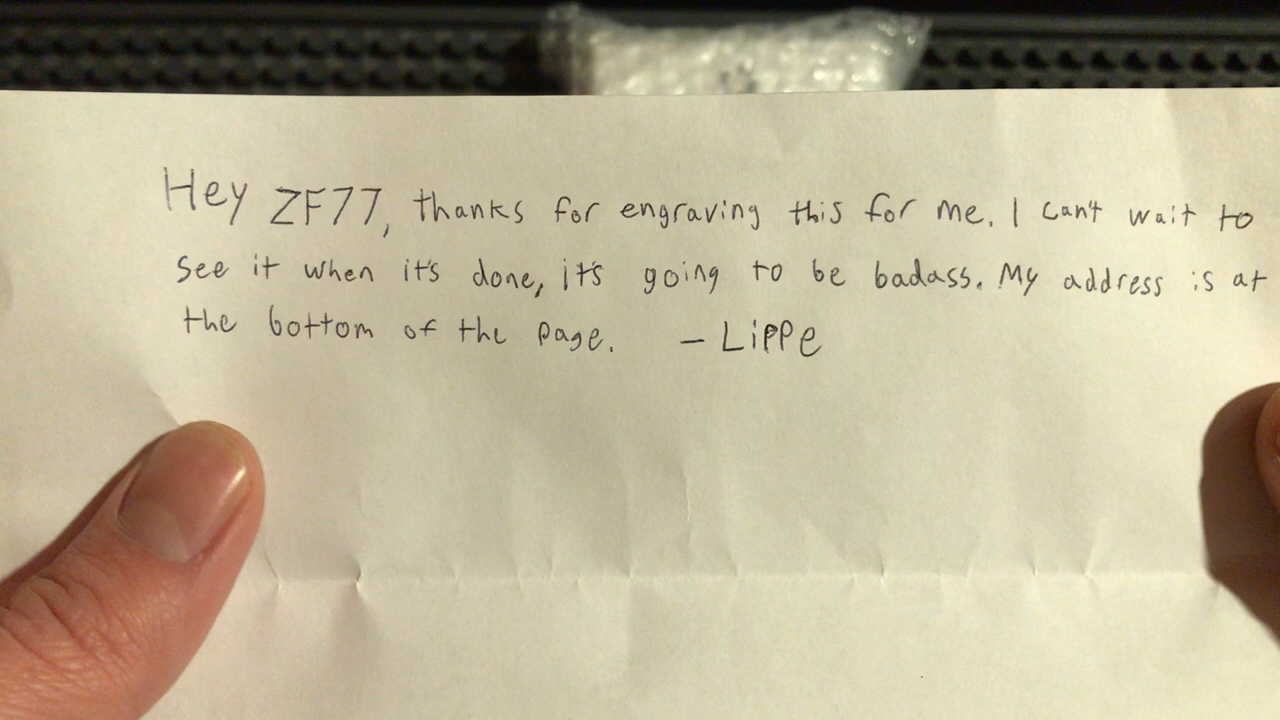 Hey ZF77, thanks for engraving this for me. I can't wait to
see it when it's done, it's going to be badass. My address is at
the bottom of the page. - Lippe